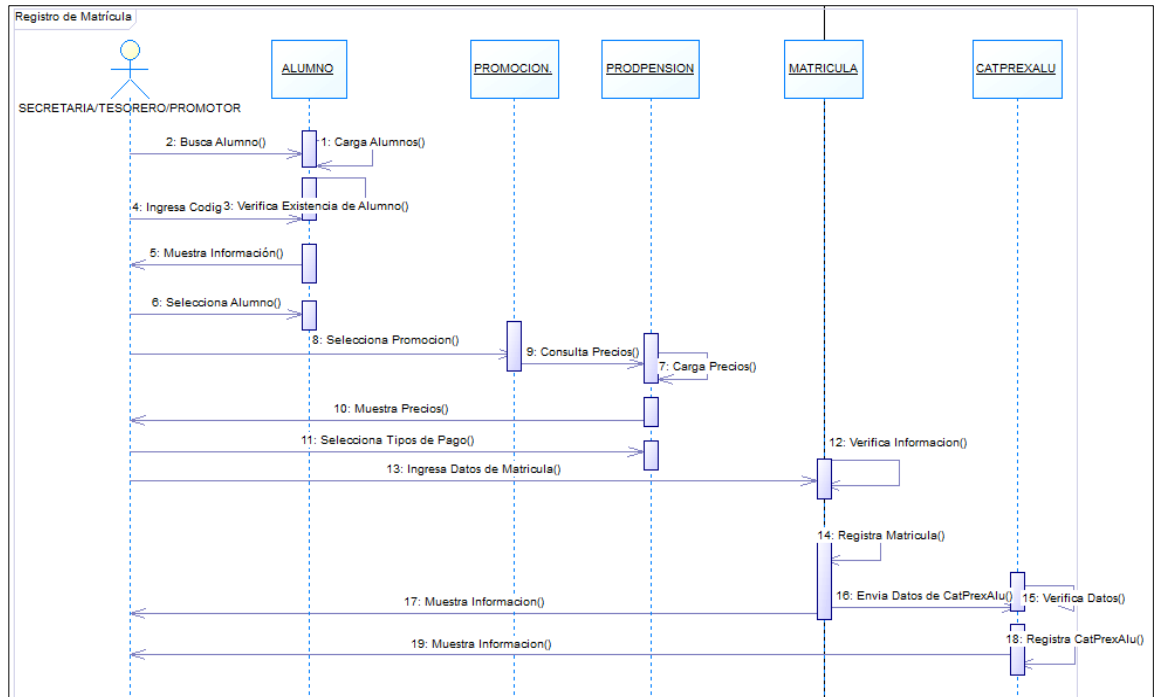 Registro de Matrícula
ALUMNO
PROMOCION.
PRODPENSION
MATRICULA
CATPREXALU
SECRETARIA/TESORERO/PROMOTOR
2: Busca Alumno()
1: Carga Alumnos()
4: Ingresa Codig
3: Verifica Existencia de Alumno()
5: Muestra Información()
6: Selecciona Alumno()
8: Selecciona Promocion()
9: Consulta Precios()
7: Carga Precios()
10: Muestra Precios()
11: Selecciona Tipos de Pago()
12: Verifica Informacion()
13: Ingresa Datos de Matricula()
14: Registra Matricula()
16: Envia Datos de CatPrexAlu()
15: Verifica Datos()
17: Muestra Informacion()
18: Registra CatPrexAlu()
19: Muestra Informacion()